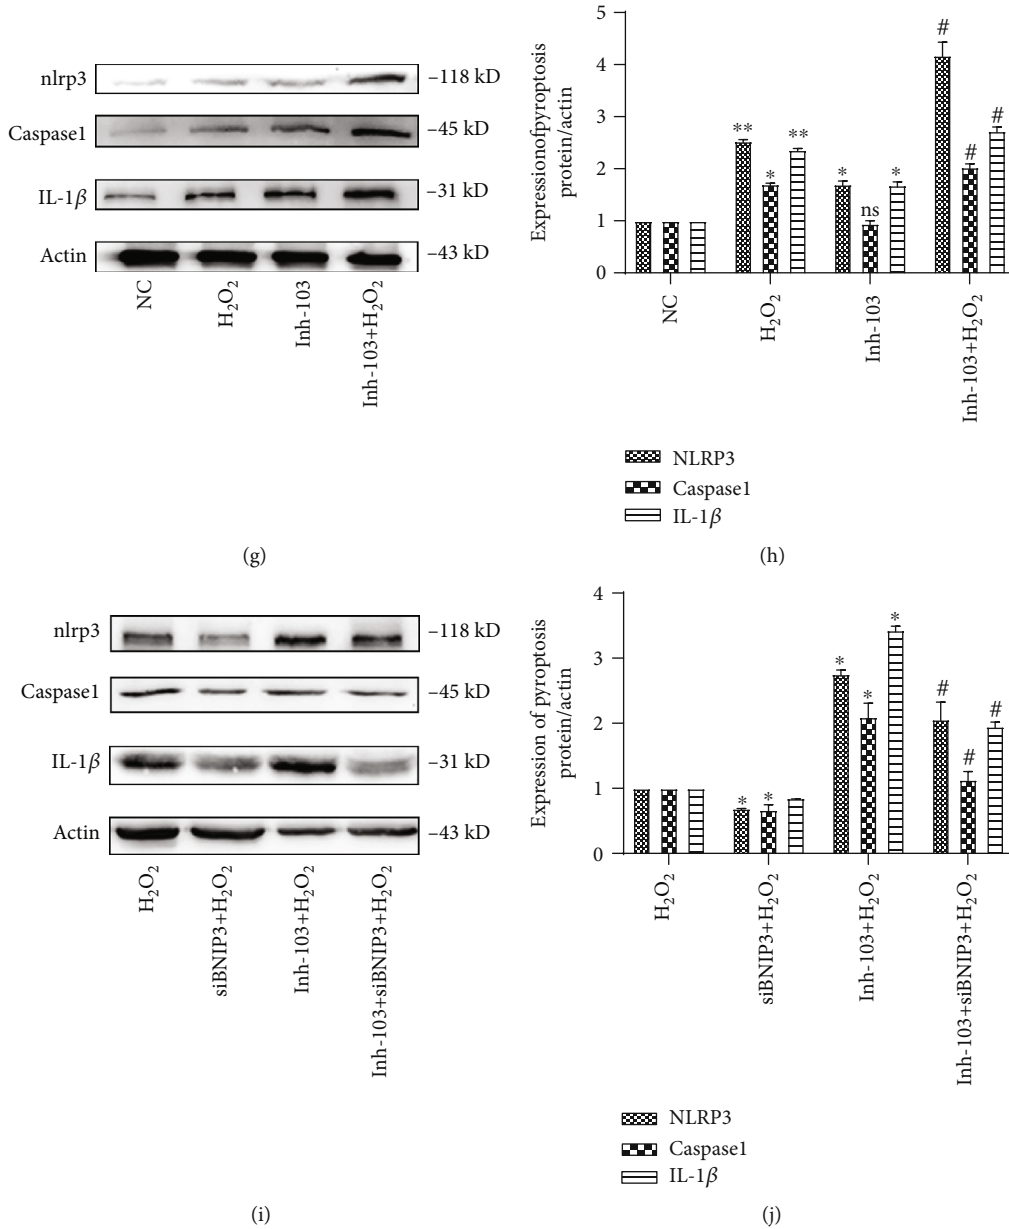 nlrp3
–118 kD
Caspase1
–45 kD
IL-1β
–31 kD
Actin
–43 kD
NC
H₂O₂
Inh-103
Inh-103+H₂O₂
(g)
Expressionofpyroptosis
protein/actin
5
4
3
2
1
0
** * **
* ns *
# # #
NC
H₂O₂
Inh-103
Inh-103+H₂O₂
NLRP3
Caspase1
IL-1β
(h)
nlrp3
–118 kD
Caspase1
–45 kD
IL-1β
–31 kD
Actin
–43 kD
H₂O₂
siBNIP3+H₂O₂
Inh-103+H₂O₂
Inh-103+siBNIP3+H₂O₂
(i)
Expression of pyroptosis
protein/actin
4
3
2
1
0
* *
* * *
# # #
H₂O₂
siBNIP3+H₂O₂
Inh-103+H₂O₂
Inh-103+siBNIP3+H₂O₂
NLRP3
Caspase1
IL-1β
(j)